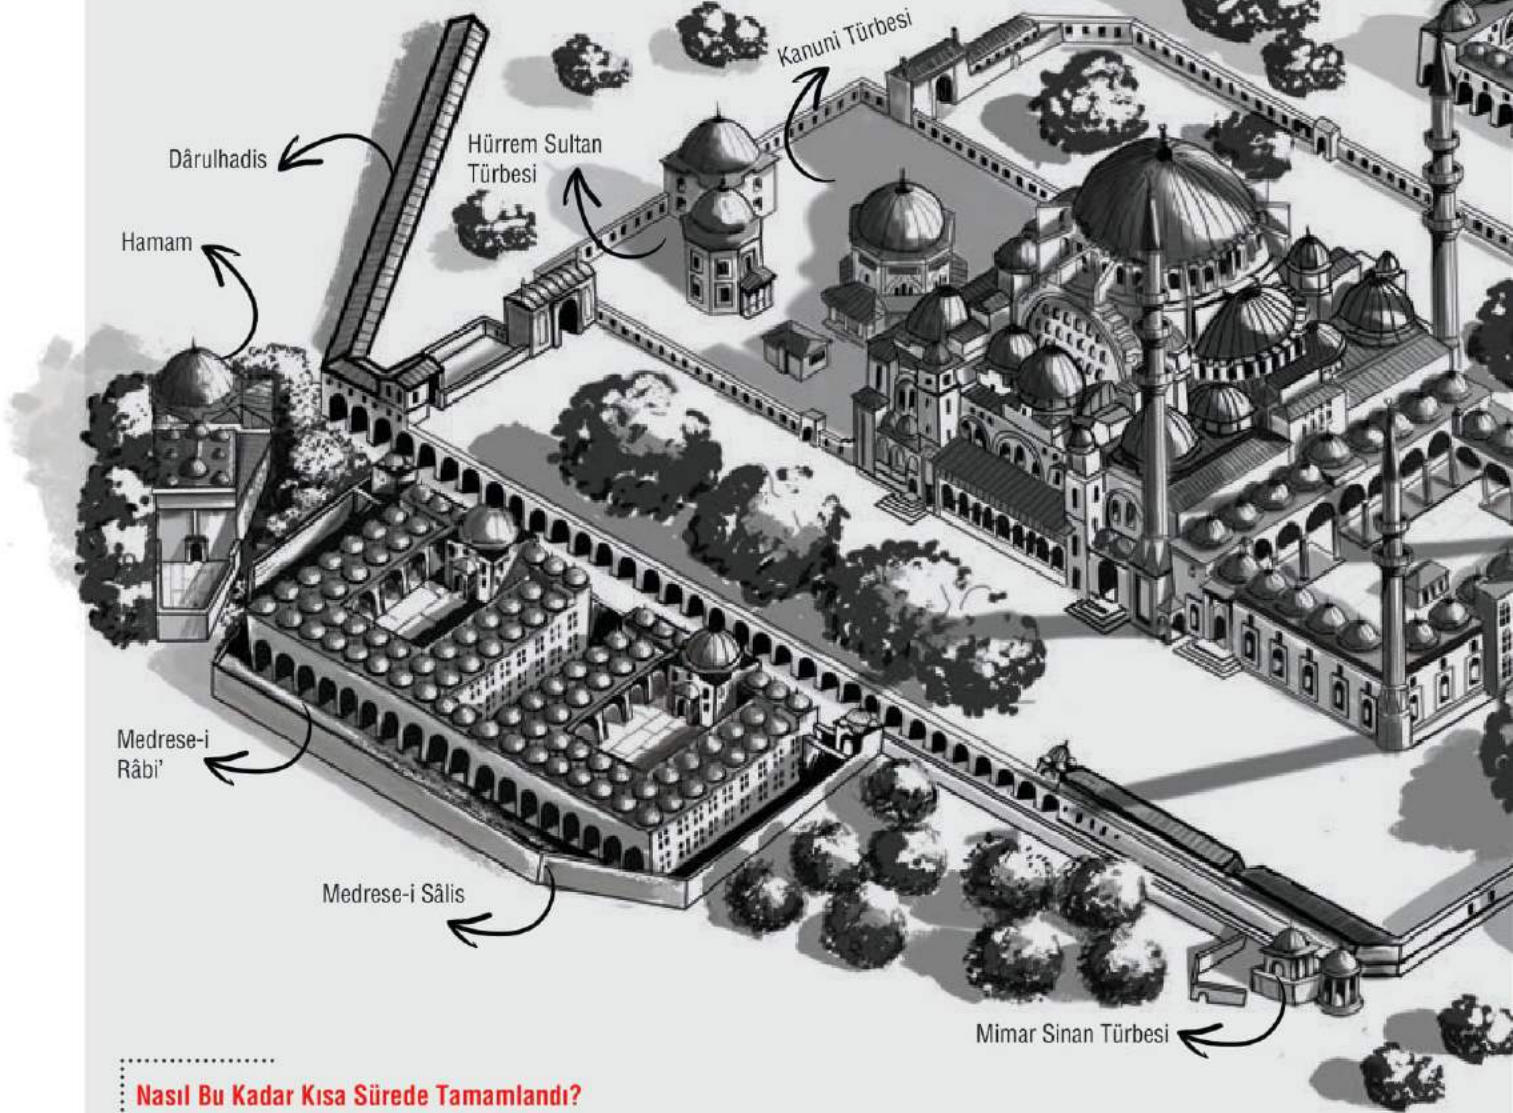 Kanuni Türbesi
Dârulhadis
Hürrem Sultan
Türbesi
Hamam
Medrese-i
Râbi’
Medrese-i Sâlis
Mimar Sinan Türbesi
Nasıl Bu Kadar Kısa Sürede Tamamlandı?